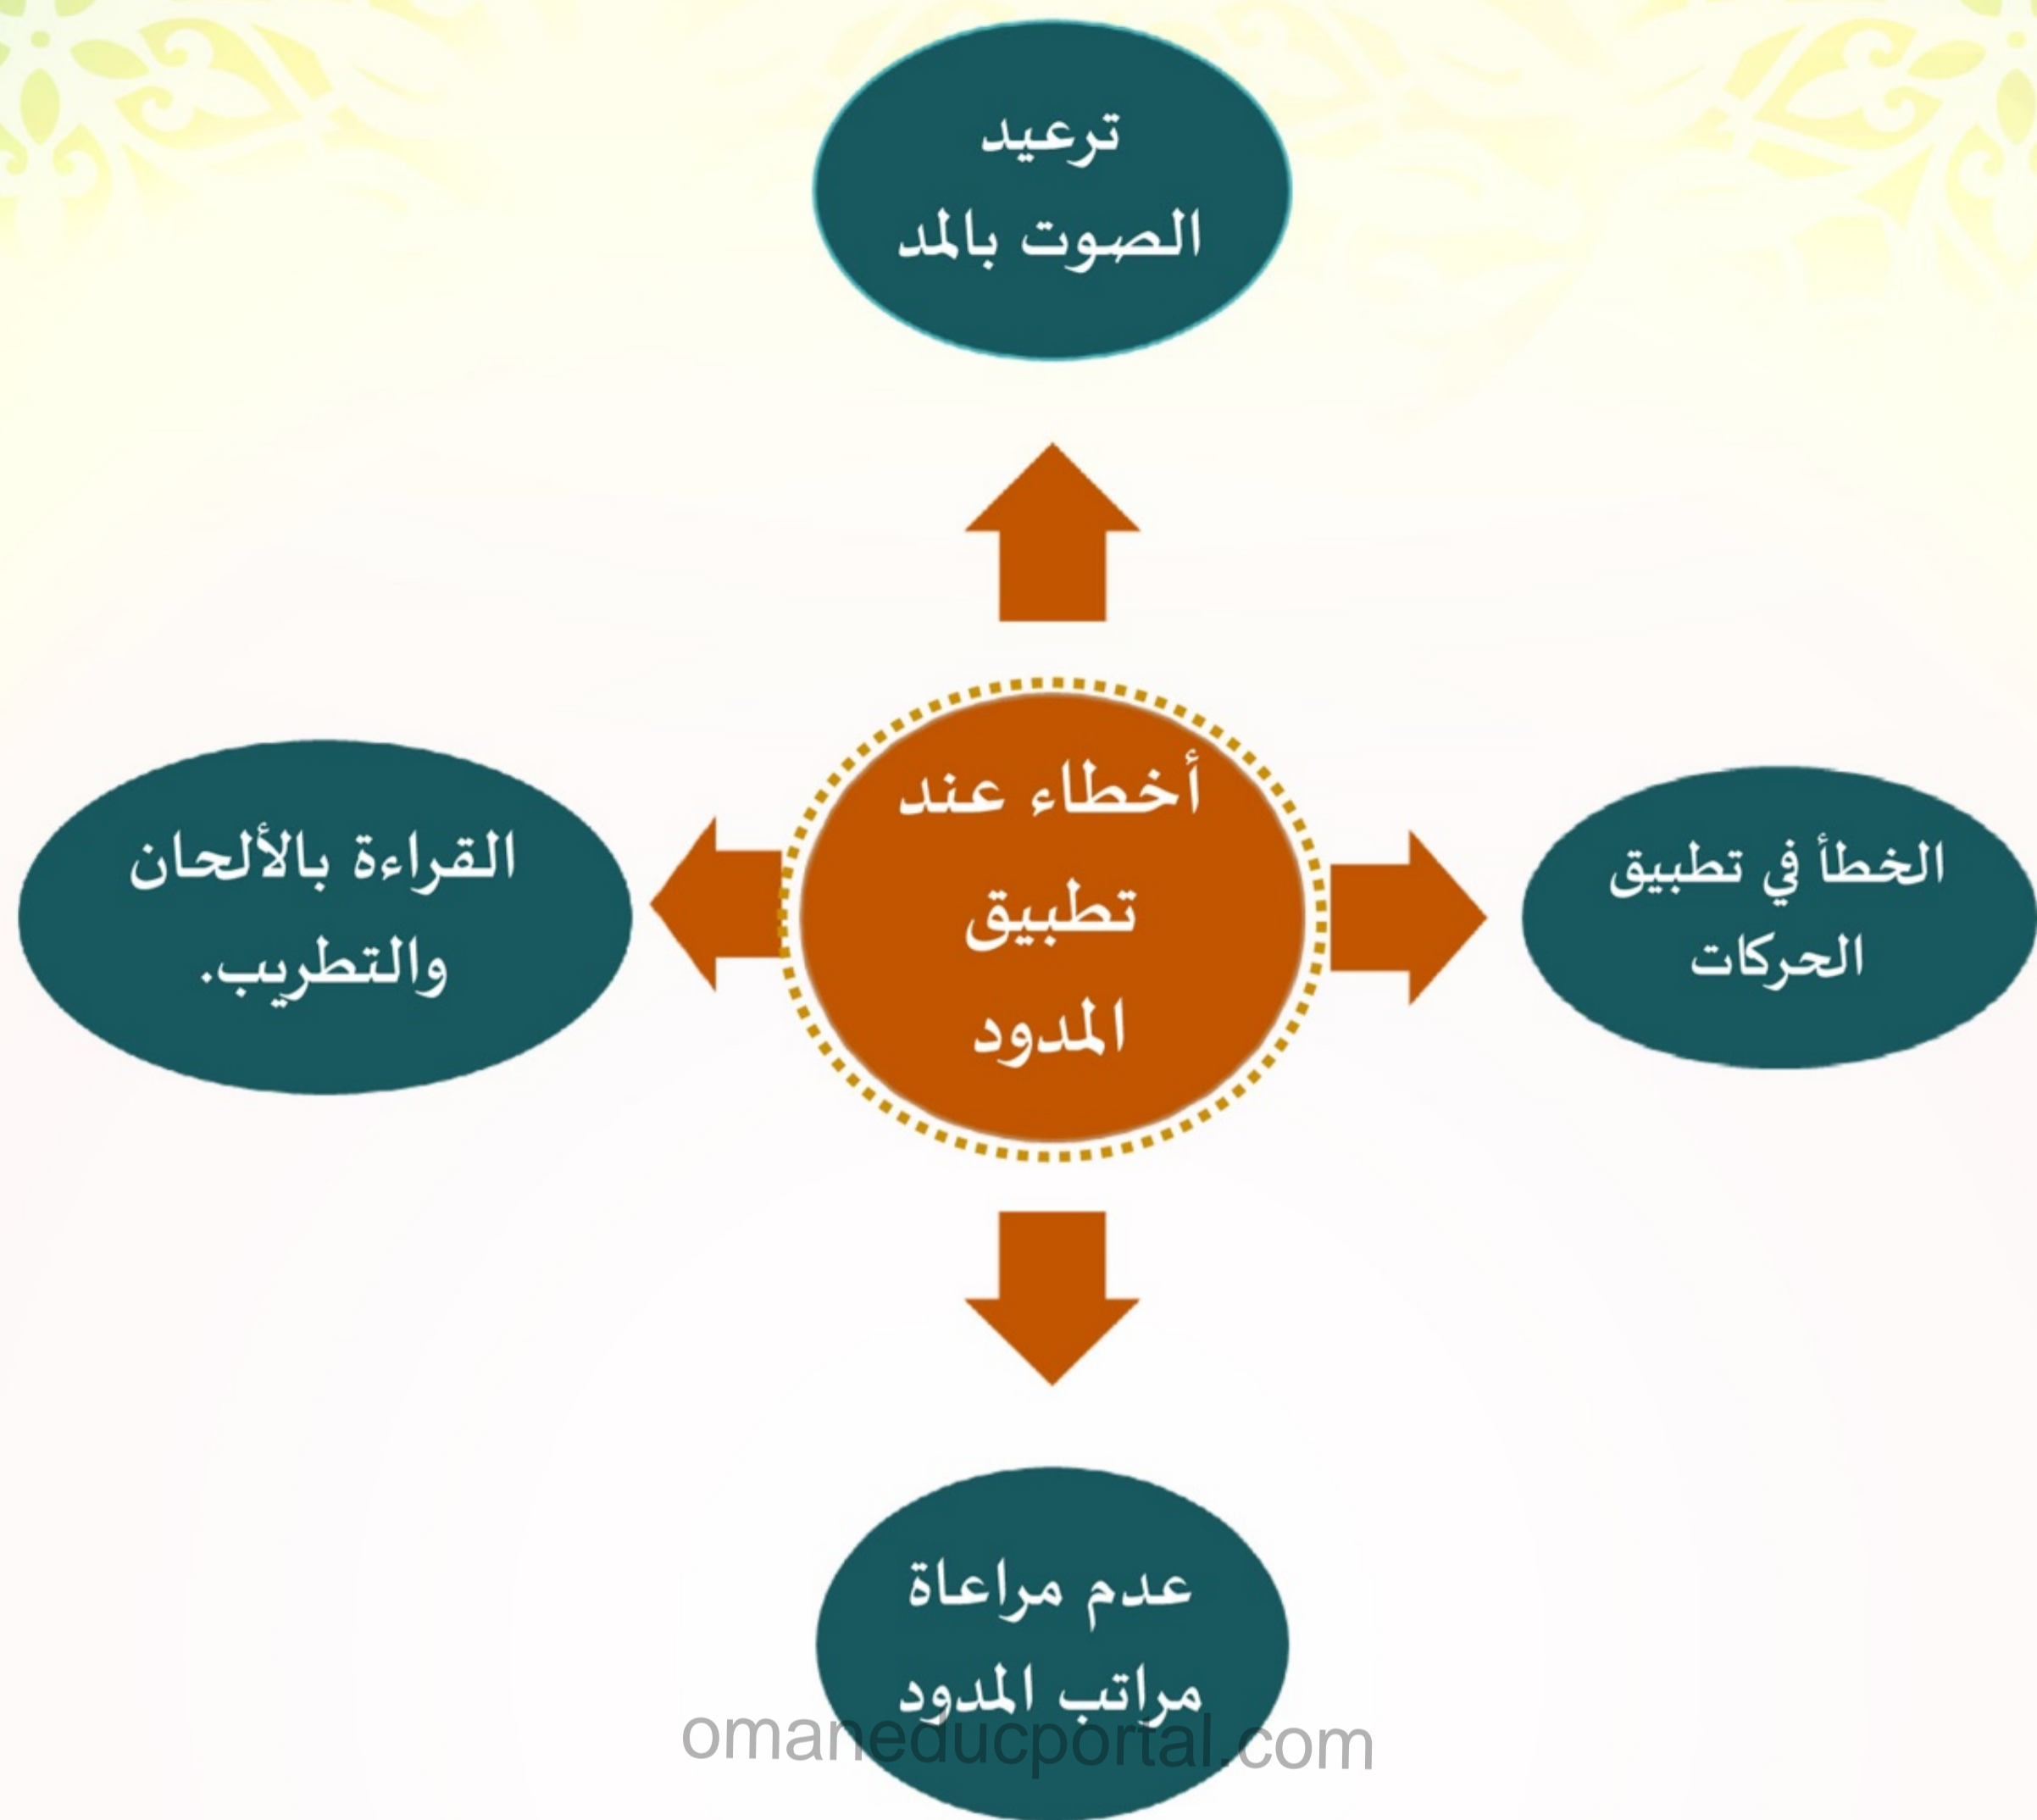 ترعيد
الصوت بالمد
أخطاء عند
تطبيق
المدود
الخطأ في تطبيق
الحركات
القراءة بالألحان
والتطريب.
عدم مراعاة
مراتب المدود
omaneducportal.com